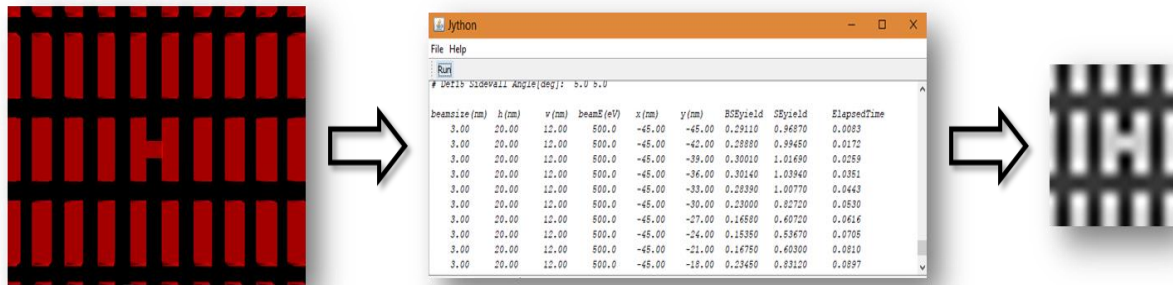 Jython
File Help
Run
# Def15 Sidewall Angle[deg]: 5.0 5.0
beamsize(nm) h(nm) v(nm) beamE(eV) x(nm) y(nm) BSEyield SEyield ElapsedTime
3.00 20.00 12.00 500.0 -45.00 -45.00 0.29110 0.96870 0.0083
3.00 20.00 12.00 500.0 -45.00 -42.00 0.28880 0.99450 0.0172
3.00 20.00 12.00 500.0 -45.00 -39.00 0.30010 1.01690 0.0259
3.00 20.00 12.00 500.0 -45.00 -36.00 0.30140 1.03940 0.0351
3.00 20.00 12.00 500.0 -45.00 -33.00 0.28390 1.00770 0.0443
3.00 20.00 12.00 500.0 -45.00 -30.00 0.23000 0.82720 0.0530
3.00 20.00 12.00 500.0 -45.00 -27.00 0.16580 0.60720 0.0616
3.00 20.00 12.00 500.0 -45.00 -24.00 0.15350 0.53670 0.0705
3.00 20.00 12.00 500.0 -45.00 -21.00 0.16750 0.60300 0.0810
3.00 20.00 12.00 500.0 -45.00 -18.00 0.23450 0.83120 0.0897